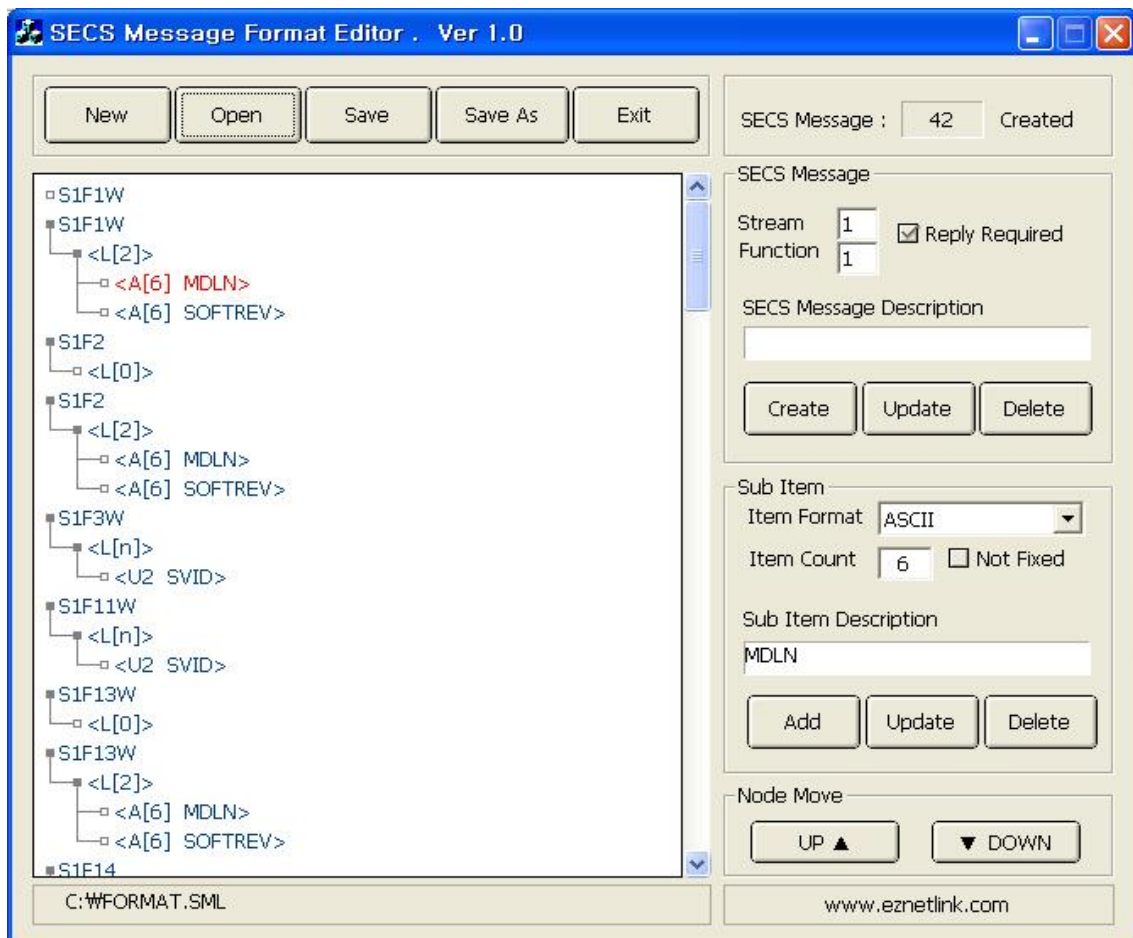 SECS Message Format Editor .  Ver 1.0
New Open Save Save As Exit
SECS Message : 42 Created
S1F1W
S1F1W
<L[2]>
<A[6] MDLN>
<A[6] SOFTREV>
S1F2
<L[0]>
S1F2
<L[2]>
<A[6] MDLN>
<A[6] SOFTREV>
S1F3W
<L[n]>
<U2 SVID>
S1F11W
<L[n]>
<U2 SVID>
S1F13W
<L[0]>
S1F13W
<L[2]>
<A[6] MDLN>
<A[6] SOFTREV>
S1F14
C:₩FORMAT.SML
SECS Message
Stream 1
Function 1
Reply Required
SECS Message Description
Create Update Delete
Sub Item
Item Format ASCII
Item Count 6 Not Fixed
Sub Item Description
MDLN
Add Update Delete
Node Move
UP ▲ ▼ DOWN
www.eznetlink.com